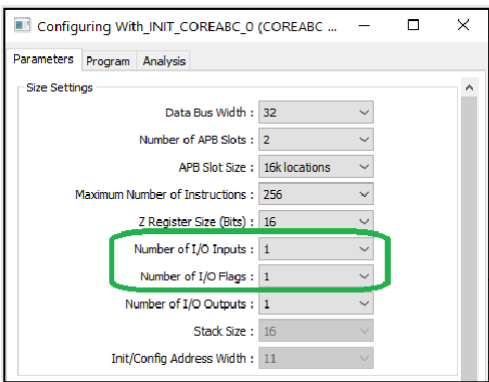 Configuring With_INIT_COREABC_0 (COREABC ...
Parameters Program Analysis
Size Settings
Data Bus Width : 32
Number of APB Slots : 2
APB Slot Size : 16k locations
Maximum Number of Instructions : 256
Z Register Size (Bits) : 16
Number of I/O Inputs : 1
Number of I/O Flags : 1
Number of I/O Outputs : 1
Stack Size : 16
Init/Config Address Width : 11